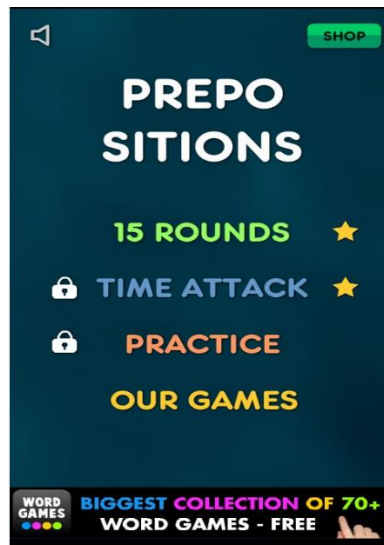 SHOP
PREPO
SITIONS
15 ROUNDS
TIME ATTACK
PRACTICE
OUR GAMES
WORD
GAMES
BIGGEST COLLECTION OF 70+
WORD GAMES - FREE